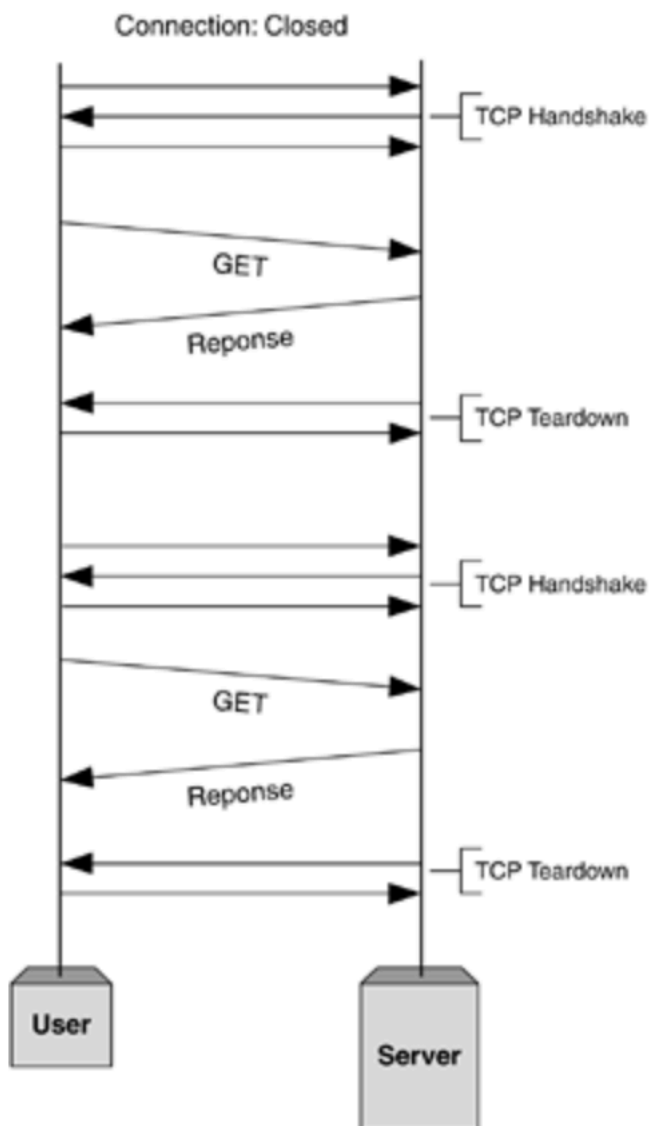 Connection: Closed
TCP Handshake
GET
Reponse
TCP Teardown
TCP Handshake
GET
Reponse
TCP Teardown
User
Server